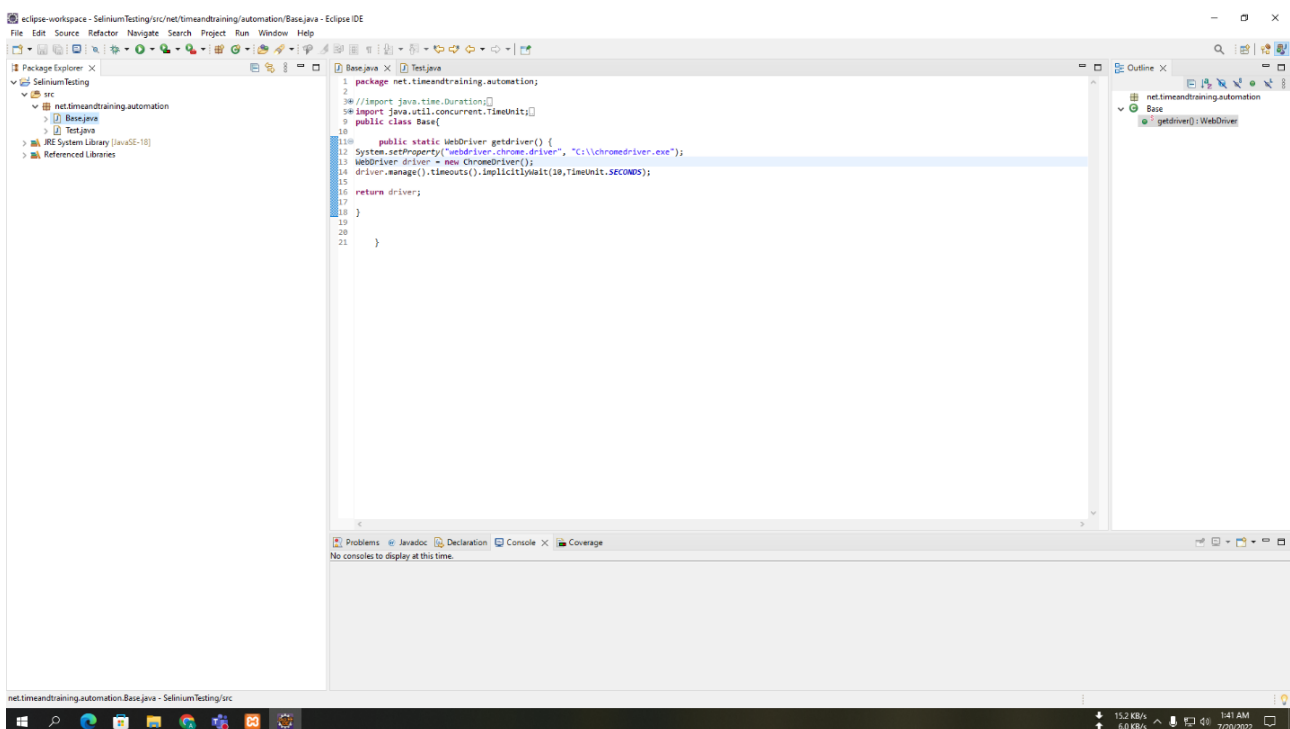 eclipse-workspace - SeliniumTesting/src/net/timeandtraining/automation/Base.java - Eclipse IDE
File Edit Source Refactor Navigate Search Project Run Window Help
Package Explorer
SeliniumTesting
src
net.timeandtraining.automation
Base.java
Test.java
JRE System Library [JavaSE-18]
Referenced Libraries
Base.java Test.java
1 package net.timeandtraining.automation;
2
3 //import java.time.Duration;
5 import java.util.concurrent.TimeUnit;
9 public class Base{
10
11 public static WebDriver getdriver() {
12 System.setProperty("webdriver.chrome.driver", "C:\\chromedriver.exe");
13 WebDriver driver = new ChromeDriver();
14 driver.manage().timeouts().implicitlyWait(10,TimeUnit.SECONDS);
15
16 return driver;
17
18 }
19
20
21 }
Outline
net.timeandtraining.automation
Base
getdriver() : WebDriver
Problems Javadoc Declaration Console Coverage
No consoles to display at this time.
net.timeandtraining.automation.Base.java - SeliniumTesting/src
15.2 KB/s
6.0 KB/s
1:41 AM
7/20/2022